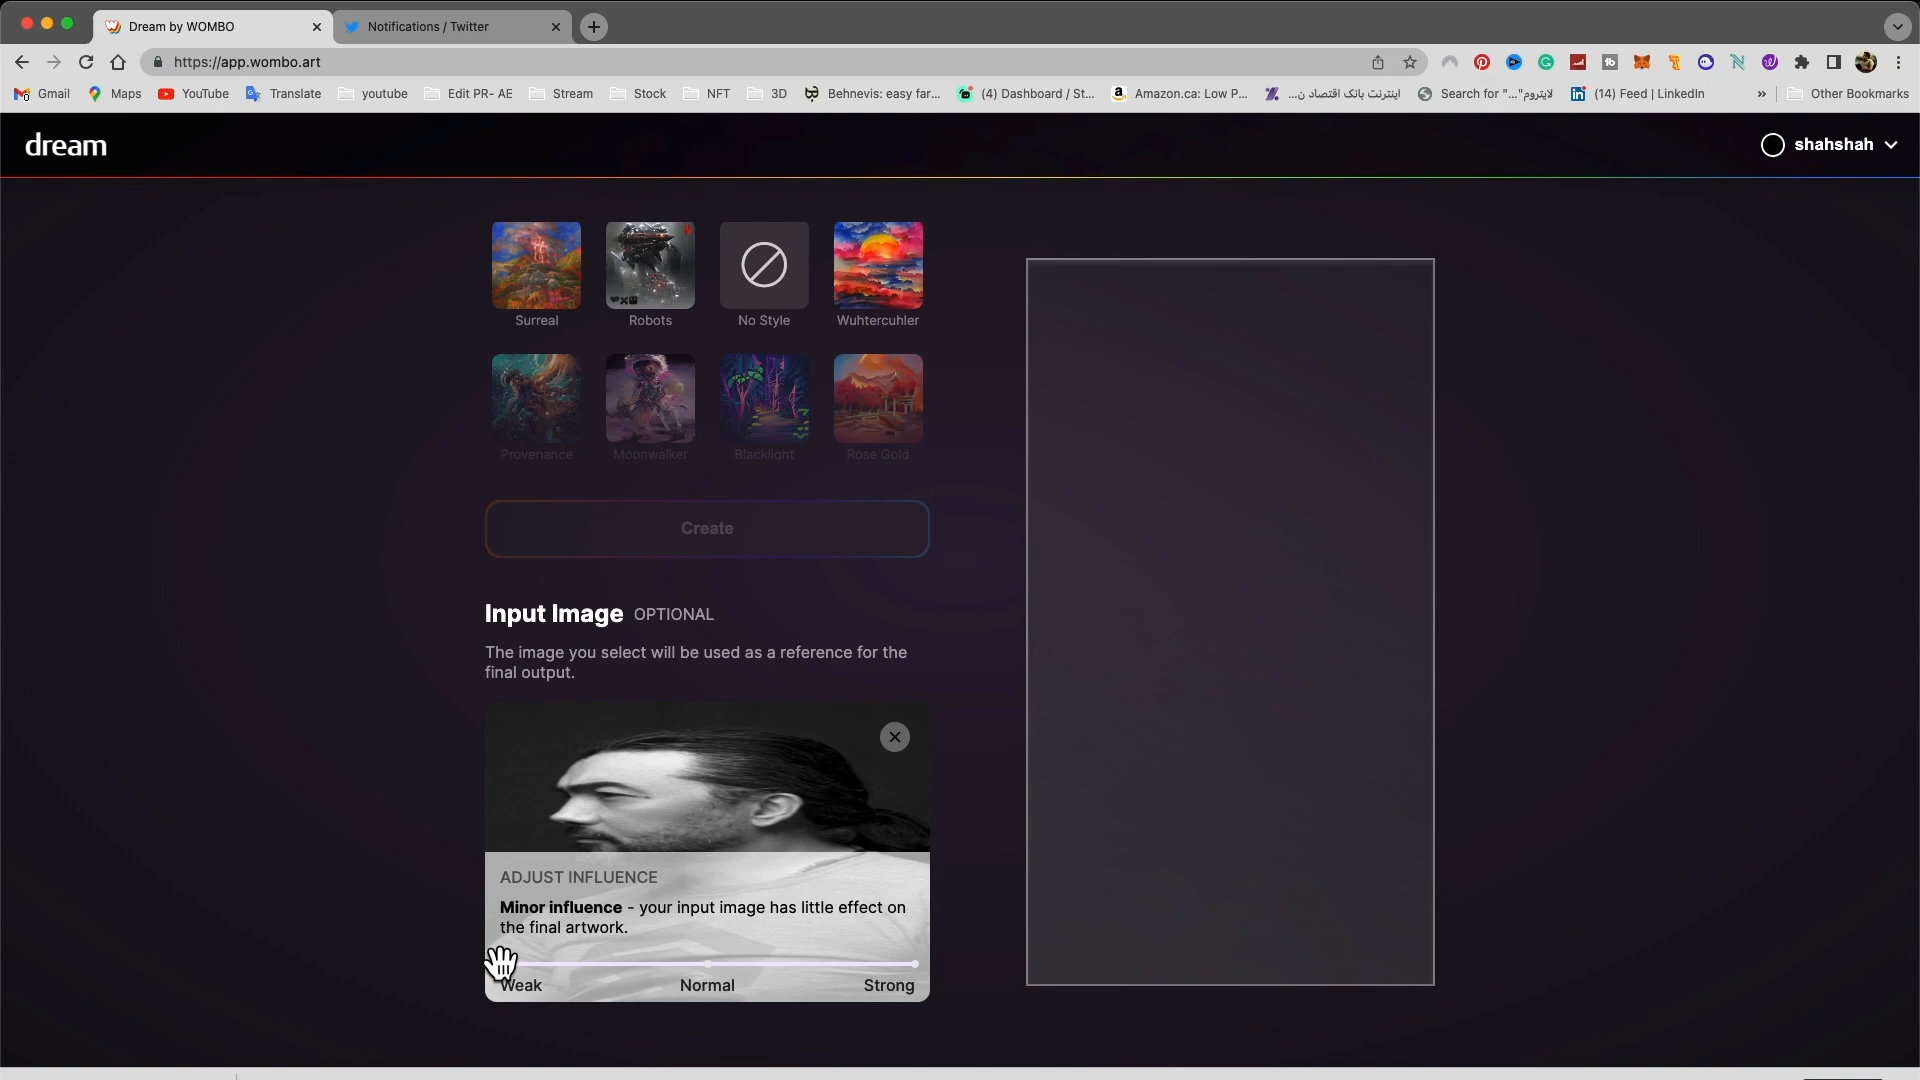 Dream by WOMBO
Notifications / Twitter
https://app.wombo.art
Gmail
Maps
YouTube
Translate
youtube
Edit PR- AE
Stream
Stock
NFT
3D
Behnevis: easy far...
(4) Dashboard / St...
Amazon.ca: Low P...
اینترنت بانک اقتصاد ن...
Search for "...لایتروم"
(14) Feed | LinkedIn
»
Other Bookmarks
dream
shahshah
Surreal
Robots
No Style
Wuhtercuhler
Provenance
Moonwalker
Blacklight
Rose Gold
Create
Input Image OPTIONAL
The image you select will be used as a reference for the
final output.
ADJUST INFLUENCE
Minor influence - your input image has little effect on
the final artwork.
Weak
Normal
Strong